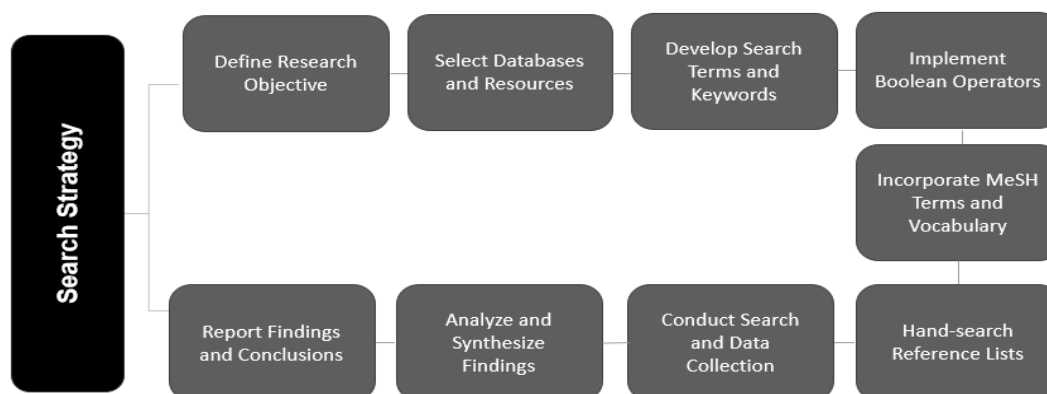 Search Strategy
Define Research
Objective
Select Databases
and Resources
Develop Search
Terms and
Keywords
Implement
Boolean Operators
Incorporate MeSH
Terms and
Vocabulary
Hand-search
Reference Lists
Conduct Search
and Data
Collection
Analyze and
Synthesize
Findings
Report Findings
and Conclusions